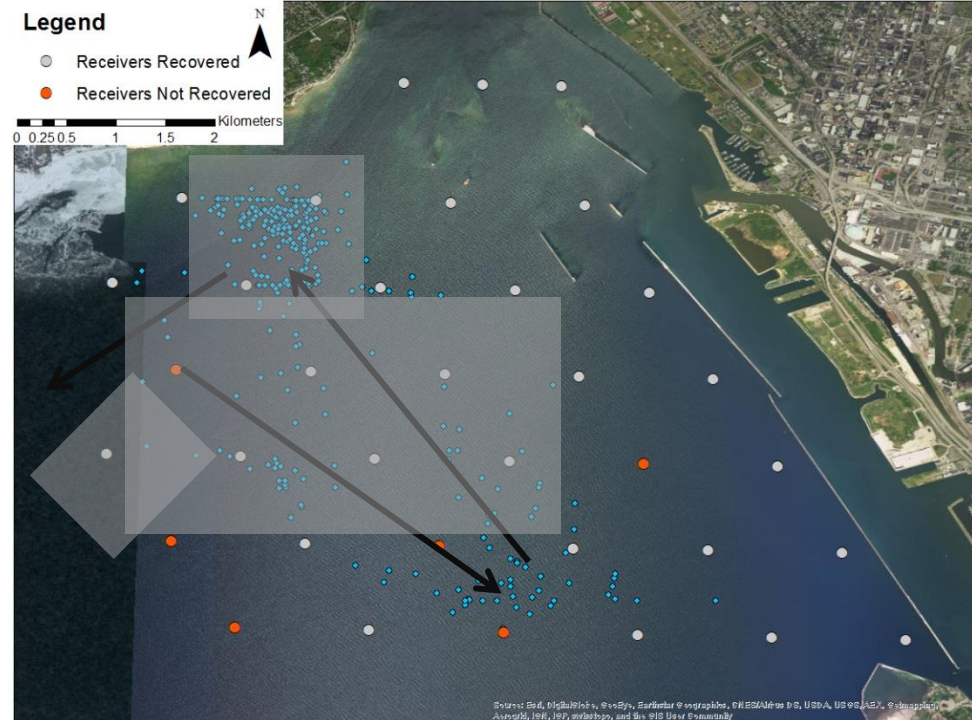 Legend
N
Receivers Recovered
Receivers Not Recovered
Kilometers
0 0.25 0.5 1 1.5 2
Source: Esri, DigitalGlobe, GeoEye, Earthstar Geographics, CNES/Airbus DS, USDA, USGS, AEX, Getmapping,
Aerogrid, IGN, IGP, swisstopo, and the GIS User Community